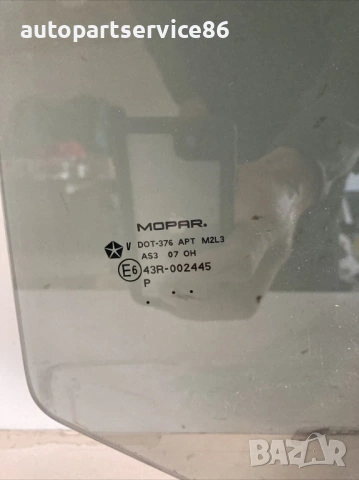 autopartservice86
MOPAR.
V DOT-376 APT M2L3
AS3 07 OH
E6 43R-002445
P
BAZAR